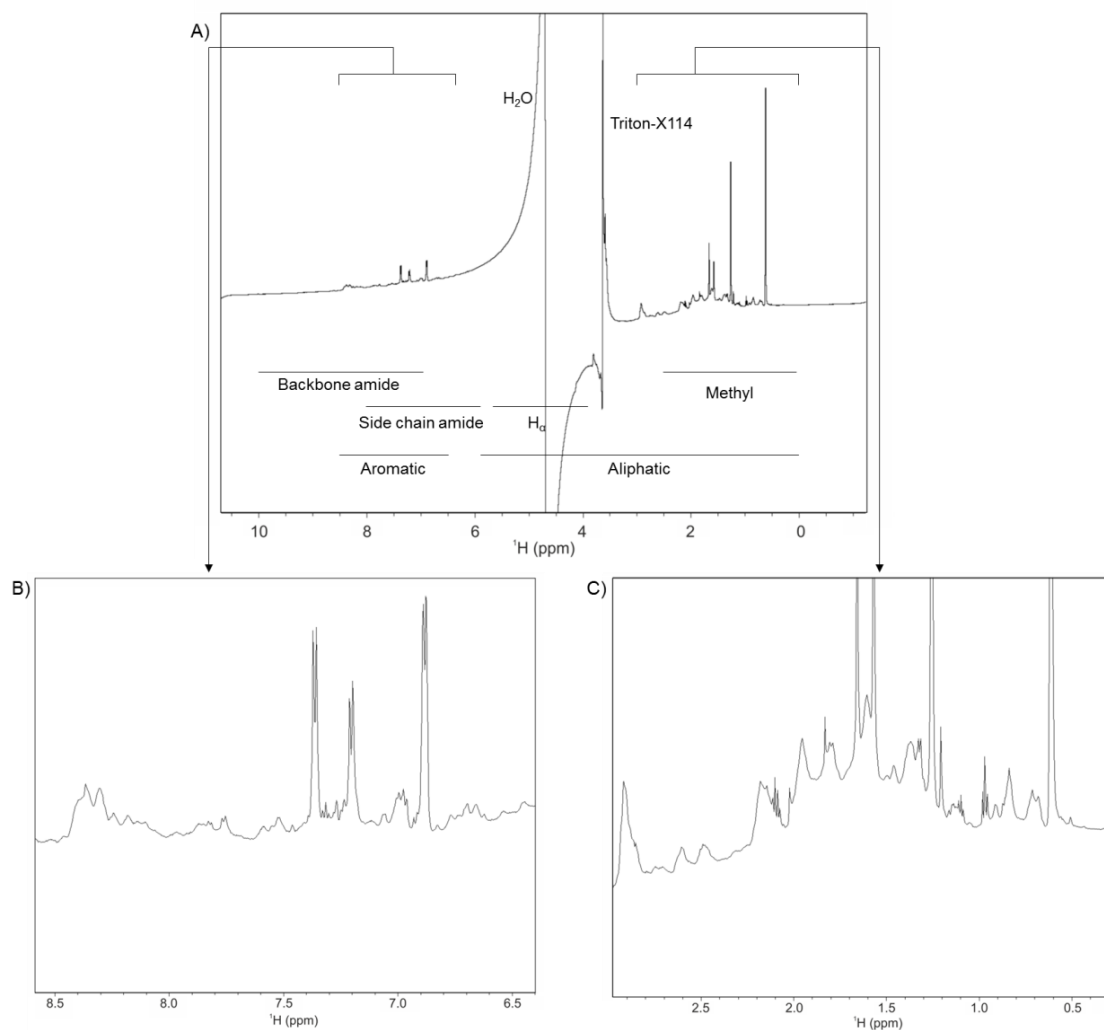 A)
H₂O
Triton-X114
Backbone amide
Methyl
Side chain amide
Hα
Aromatic
Aliphatic
10 8 6 4 2 0
¹H (ppm)
B)
8.5 8.0 7.5 7.0 6.5
¹H (ppm)
C)
2.5 2.0 1.5 1.0 0.5
¹H (ppm)